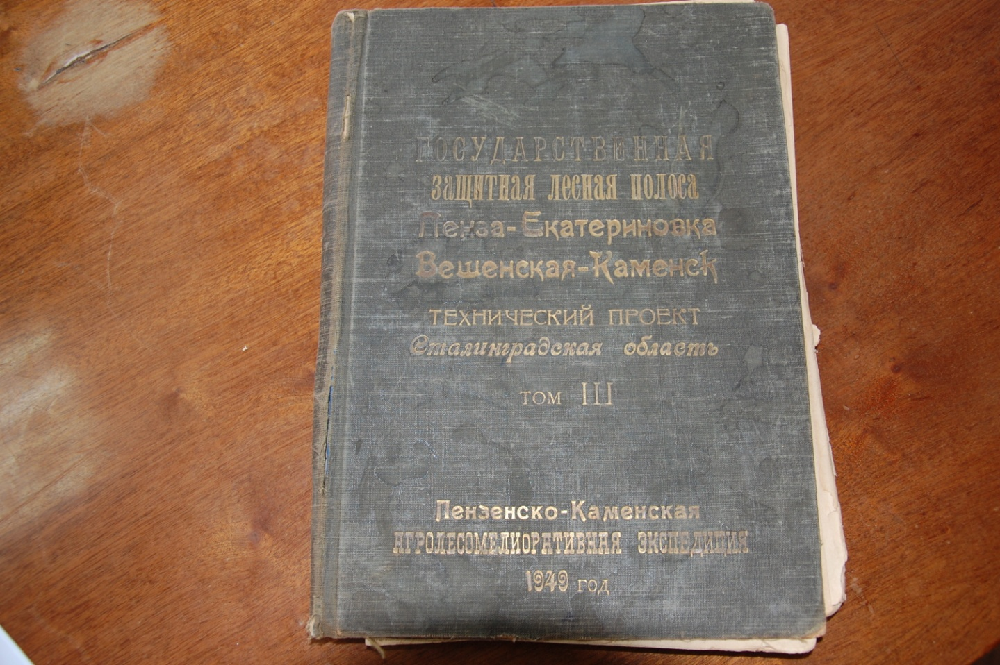 ГОСУДАРСТВЕННАЯ
ЗАЩИТНАЯ ЛЕСНАЯ ПОЛОСА
Пенза-Екатериновка
Вешенская-Каменск
ТЕХНИЧЕСКИЙ ПРОЕКТ
Сталинградская область
ТОМ III
Пензенско-Каменская
АГРОЛЕСОМЕЛИОРАТИВНАЯ ЭКСПЕДИЦИЯ
1949 ГОД